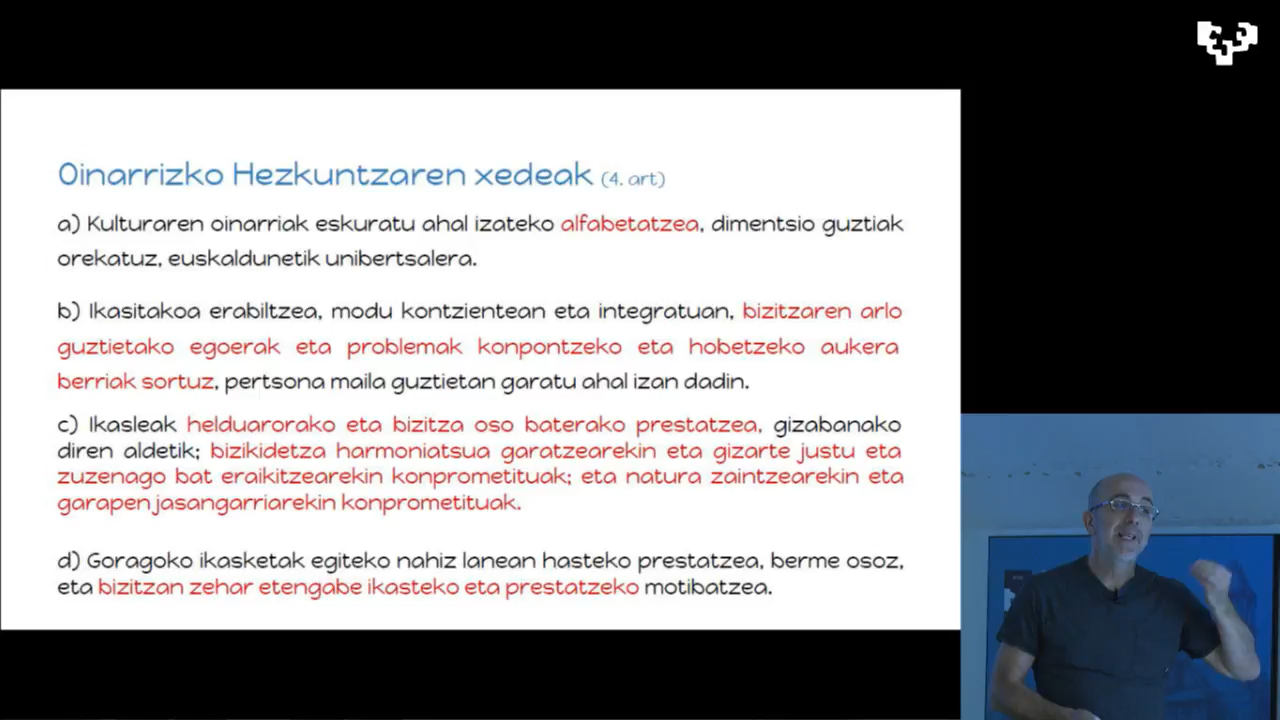 Oinarrizko Hezkuntzaren xedeak (4. art)
a) Kulturaren oinarriak eskuratu ahal izateko alfabetatzea, dimentsio guztiak
orekatuz, euskaldunetik unibertsalera.
b) Ikasitakoa erabiltzea, modu kontzientean eta integratuan, bizitzaren arlo
guztietako egoerak eta problemak konpontzeko eta hobetzeko aukera
berriak sortuz, pertsona maila guztietan garatu ahal izan dadin.
c) Ikasleak helduarorako eta bizitza oso baterako prestatzea, gizabanako
diren aldetik; bizikidetza harmoniatsua garatzearekin eta gizarte justu eta
zuzenago bat eraikitzearekin konprometituak; eta natura zaintzearekin eta
garapen jasangarriarekin konprometituak.
d) Goragoko ikasketak egiteko nahiz lanean hasteko prestatzea, berme osoz,
eta bizitzan zehar etengabe ikasteko eta prestatzeko motibatzea.